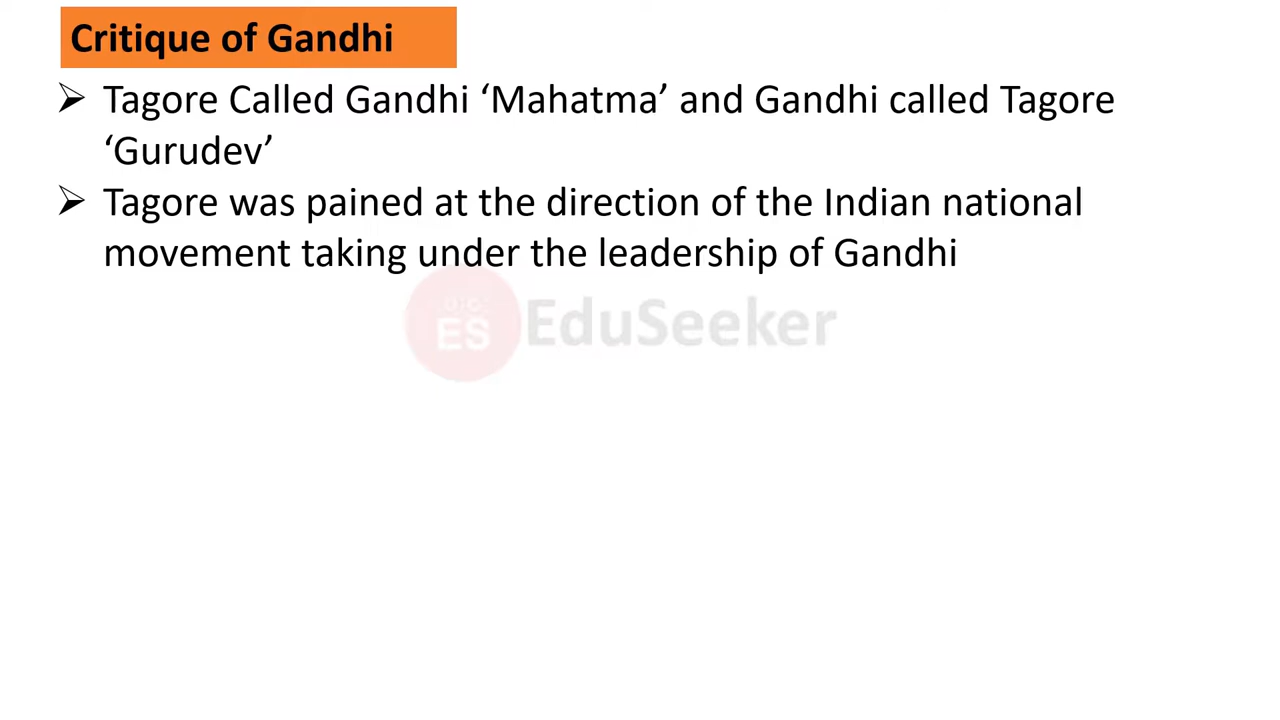 Critique of Gandhi
➢ Tagore Called Gandhi ‘Mahatma’ and Gandhi called Tagore
‘Gurudev’
➢ Tagore was pained at the direction of the Indian national
movement taking under the leadership of Gandhi
ES EduSeeker